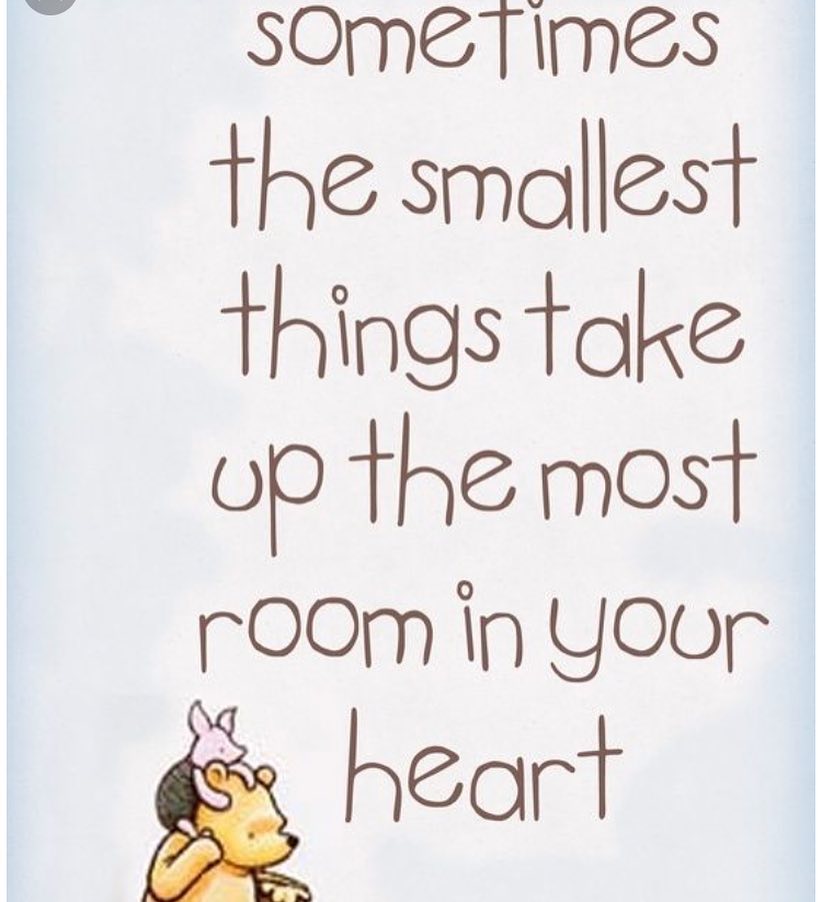 sometimes
the smallest
things take
up the most
room in your
heart